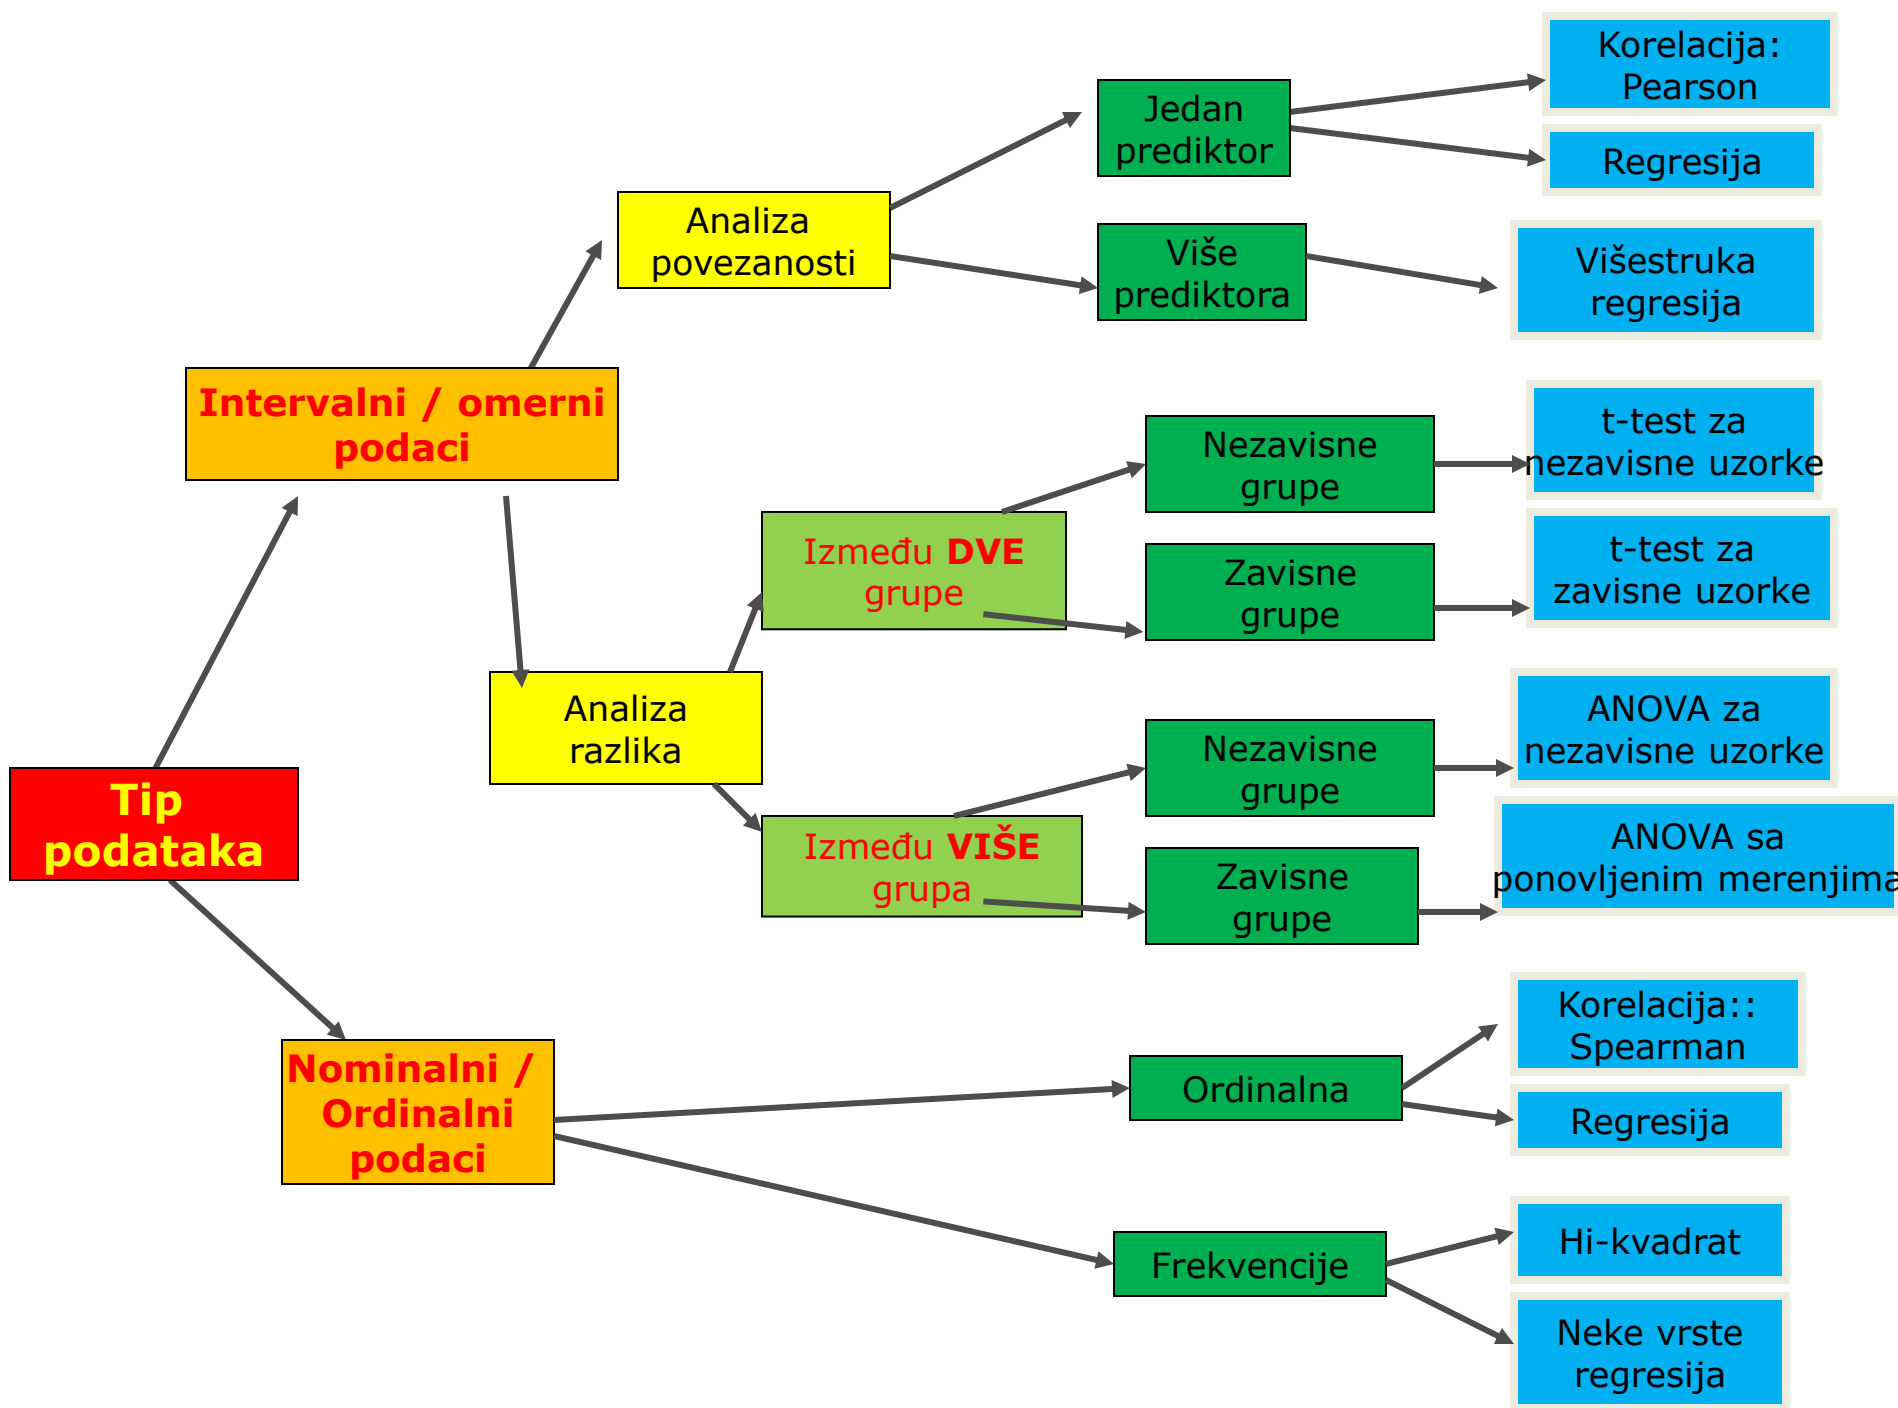 Korelacija:
Pearson
Jedan
prediktor
Regresija
Analiza
povezanosti
Više
prediktora
Višestruka
regresija
Intervalni / omerni
podaci
t-test za
nezavisne uzorke
Nezavisne
grupe
Između DVE
grupe
Zavisne
grupe
t-test za
zavisne uzorke
Analiza
razlika
Nezavisne
grupe
ANOVA za
nezavisne uzorke
Tip
podataka
Između VIŠE
grupa
Zavisne
grupe
ANOVA sa
ponovljenim merenjima
Nominalni /
Ordinalni
podaci
Ordinalna
Korelacija::
Spearman
Regresija
Frekvencije
Hi-kvadrat
Neke vrste
regresija